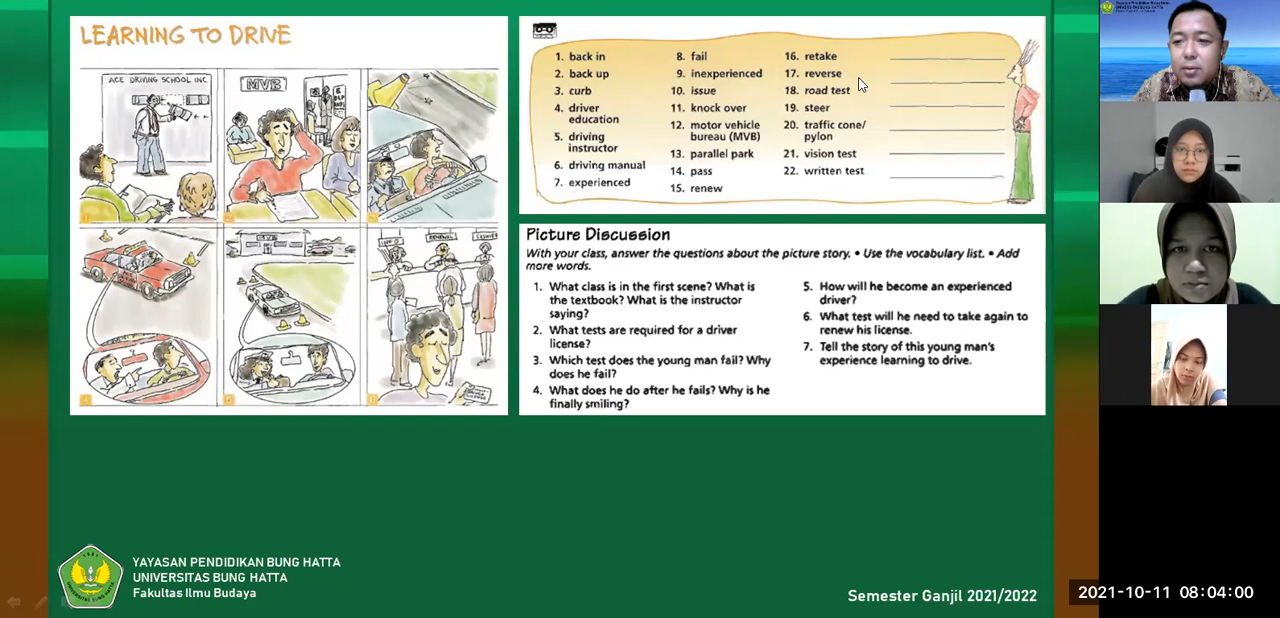 LEARNING TO DRIVE
ACE DRIVING SCHOOL INC.
MVB
MVB
RENEWAL
1. back in
2. back up
3. curb
4. driver
education
5. driving
instructor
6. driving manual
7. experienced
8. fail
9. inexperienced
10. issue
11. knock over
12. motor vehicle
bureau (MVB)
13. parallel park
14. pass
15. renew
16. retake
17. reverse
18. road test
19. steer
20. traffic cone/
pylon
21. vision test
22. written test
Picture Discussion
With your class, answer the questions about the picture story. • Use the vocabulary list. • Add
more words.
1. What class is in the first scene? What is
the textbook? What is the instructor
saying?
2. What tests are required for a driver
license?
3. Which test does the young man fail? Why
does he fail?
4. What does he do after he fails? Why is he
finally smiling?
5. How will he become an experienced
driver?
6. What test will he need to take again to
renew his license.
7. Tell the story of this young man's
experience learning to drive.
YAYASAN PENDIDIKAN BUNG HATTA
UNIVERSITAS BUNG HATTA
Fakultas Ilmu Budaya
Semester Ganjil 2021/2022
2021-10-11 08:04:00